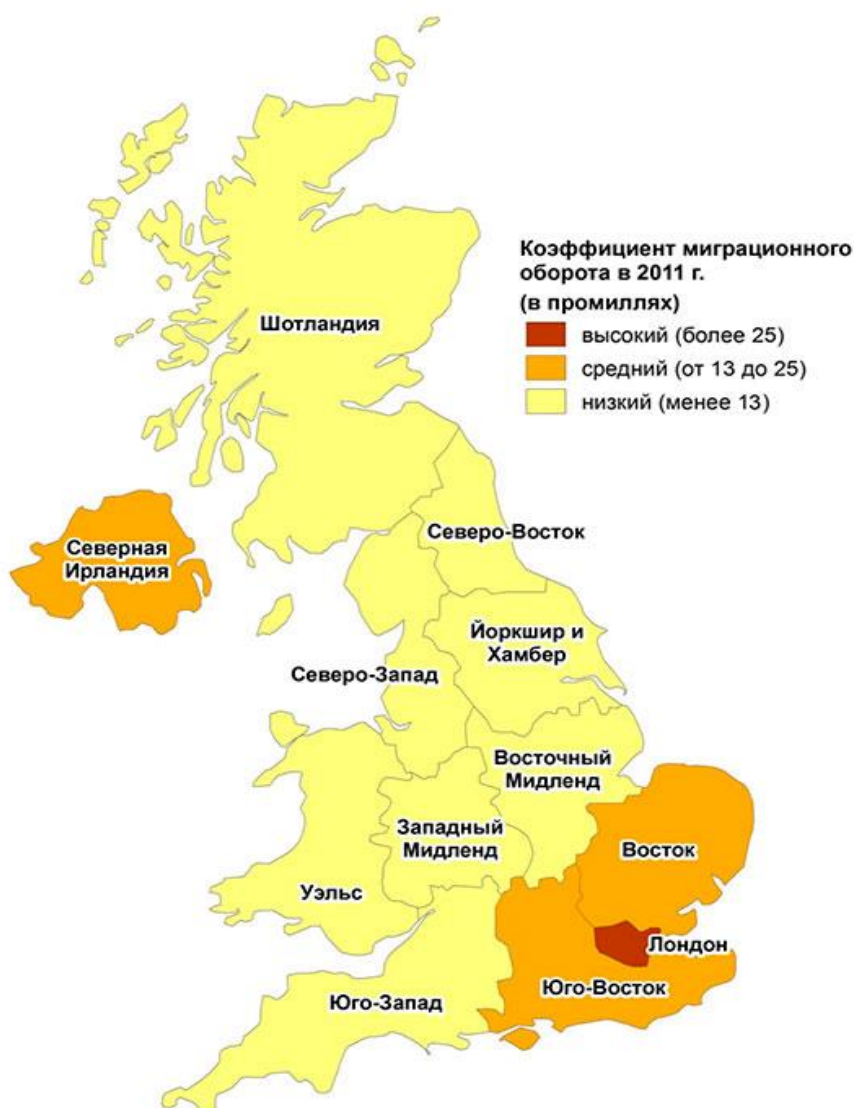 Коэффициент миграционного
оборота в 2011 г.
(в промиллях)
высокий (более 25)
средний (от 13 до 25)
низкий (менее 13)
Шотландия
Северная
Ирландия
Северо-Восток
Йоркшир и
Хамбер
Северо-Запад
Восточный
Мидленд
Западный
Мидленд
Восток
Уэльс
Лондон
Юго-Восток
Юго-Запад